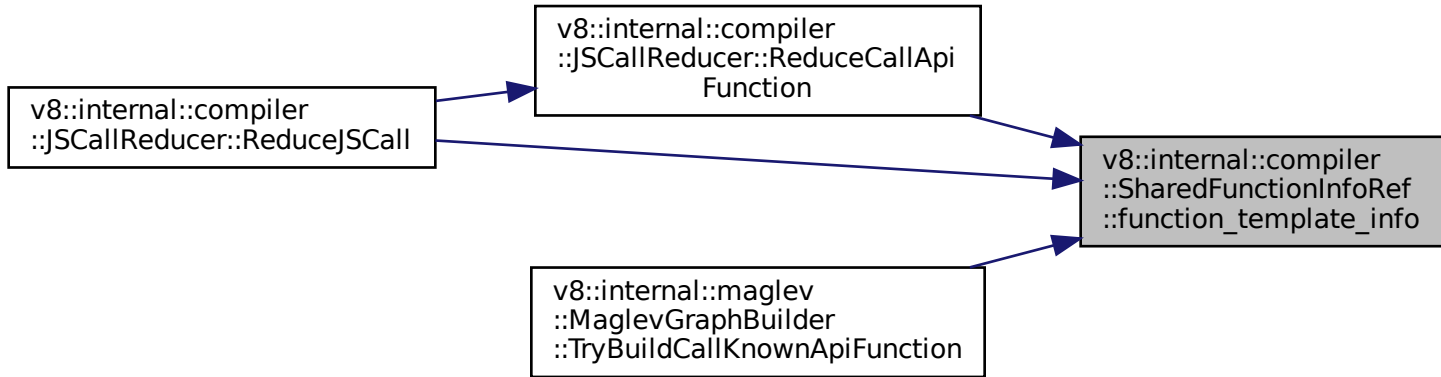 v8::internal::compiler
::JSCallReducer::ReduceJSCall
v8::internal::compiler
::JSCallReducer::ReduceCallApi
Function
v8::internal::maglev
::MaglevGraphBuilder
::TryBuildCallKnownApiFunction
v8::internal::compiler
::SharedFunctionInfoRef
::function_template_info